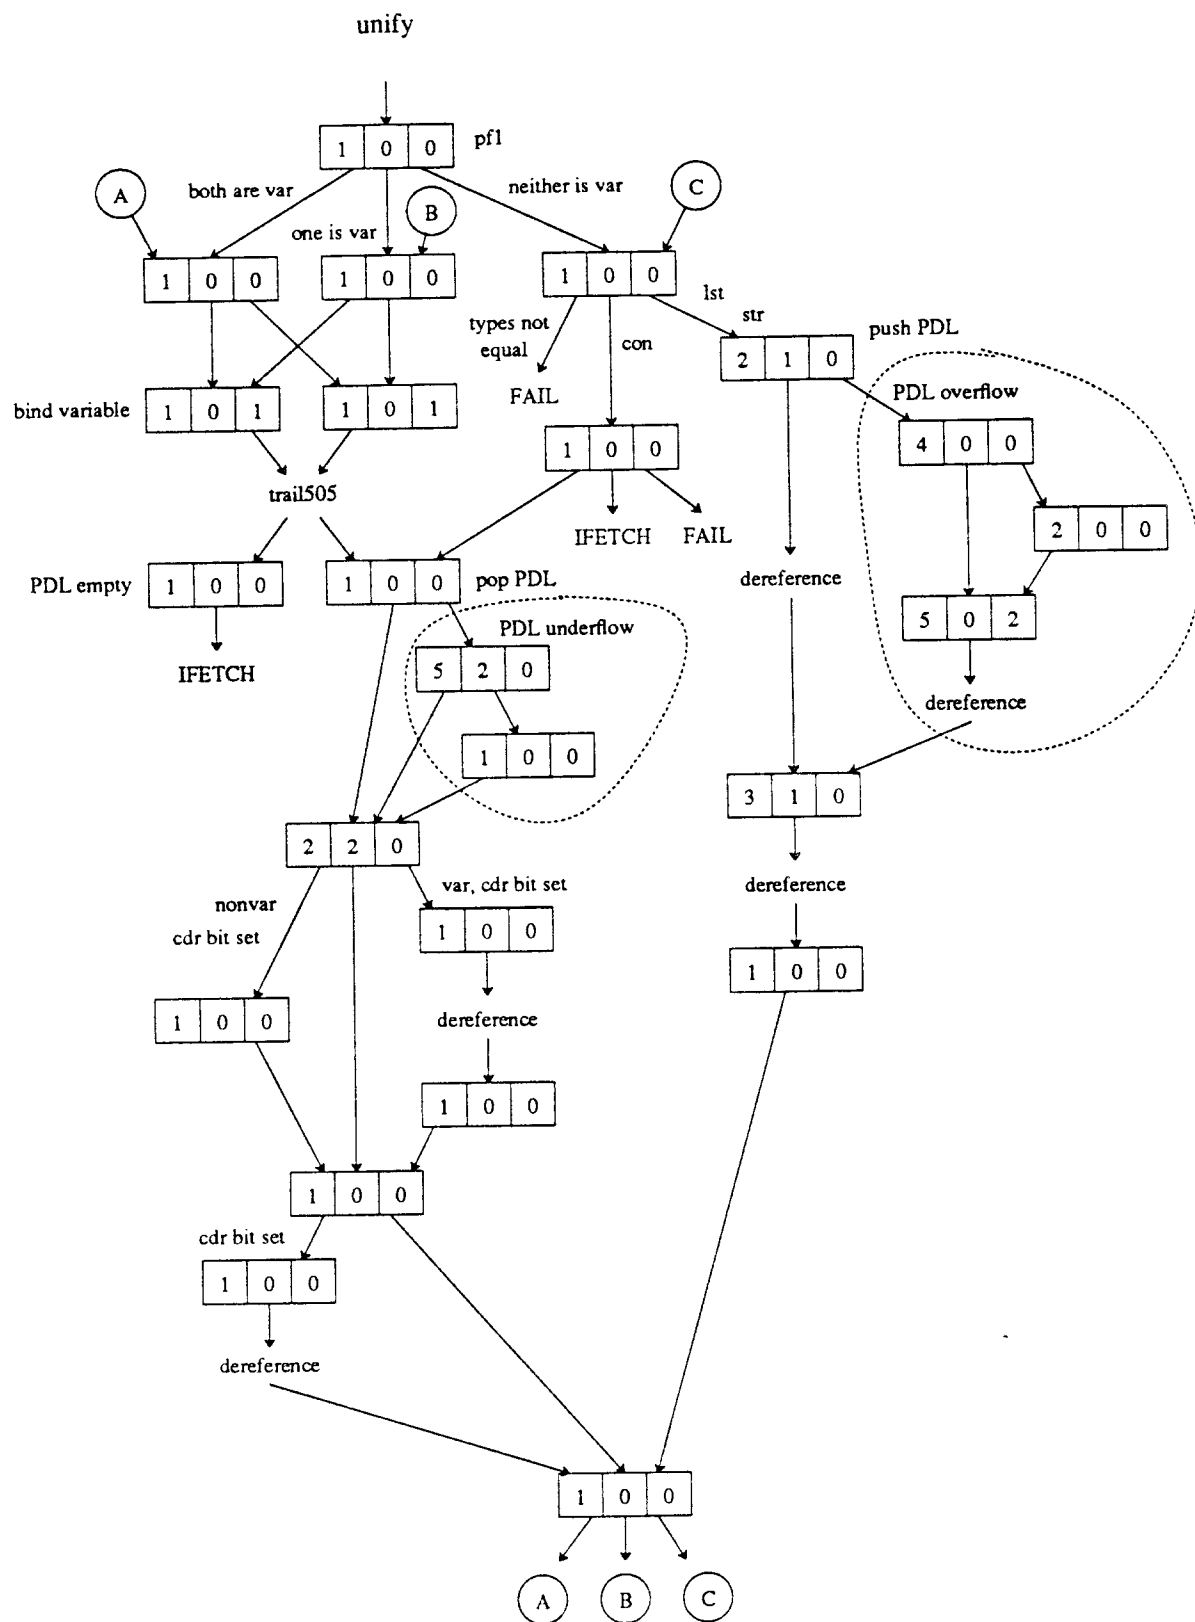 unify
1 0 0 pf1
A both are var neither is var C
one is var B
1 0 0 1 0 0 1 0 0
lst
str
types not
equal
con
push PDL
2 1 0
FAIL
PDL overflow
bind variable 1 0 1 1 0 1
4 0 0
1 0 0
trail505
IFETCH FAIL
2 0 0
PDL empty 1 0 0 1 0 0 pop PDL
dereference
PDL underflow
5 0 2
IFETCH
5 2 0
dereference
1 0 0
3 1 0
2 2 0
var, cdr bit set
dereference
nonvar
cdr bit set
1 0 0
1 0 0
1 0 0
dereference
1 0 0
1 0 0
cdr bit set
1 0 0
dereference
1 0 0
A B C